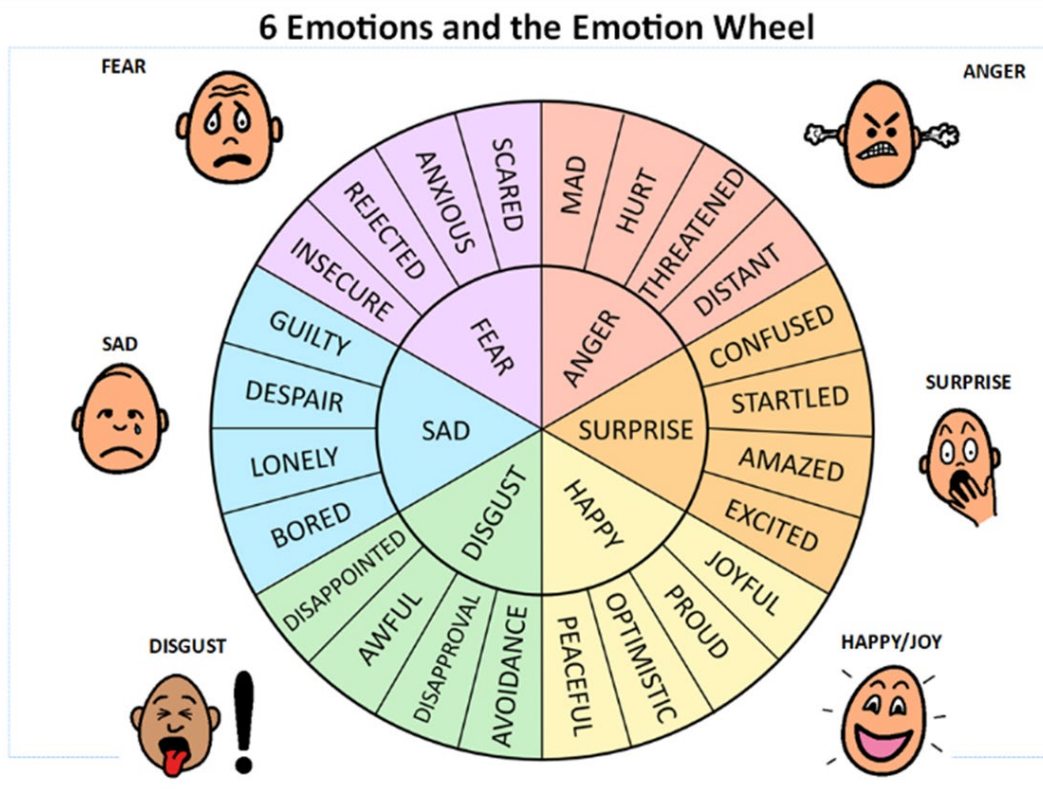 6 Emotions and the Emotion Wheel
FEAR
ANGER
SAD
SURPRISE
DISGUST
HAPPY/JOY
FEAR
SCARED
ANXIOUS
REJECTED
INSECURE
ANGER
MAD
HURT
THREATENED
DISTANT
SURPRISE
CONFUSED
STARTLED
AMAZED
EXCITED
HAPPY
JOYFUL
PROUD
OPTIMISTIC
PEACEFUL
DISGUST
AVOIDANCE
DISAPPROVAL
AWFUL
DISAPPOINTED
SAD
BORED
LONELY
DESPAIR
GUILTY